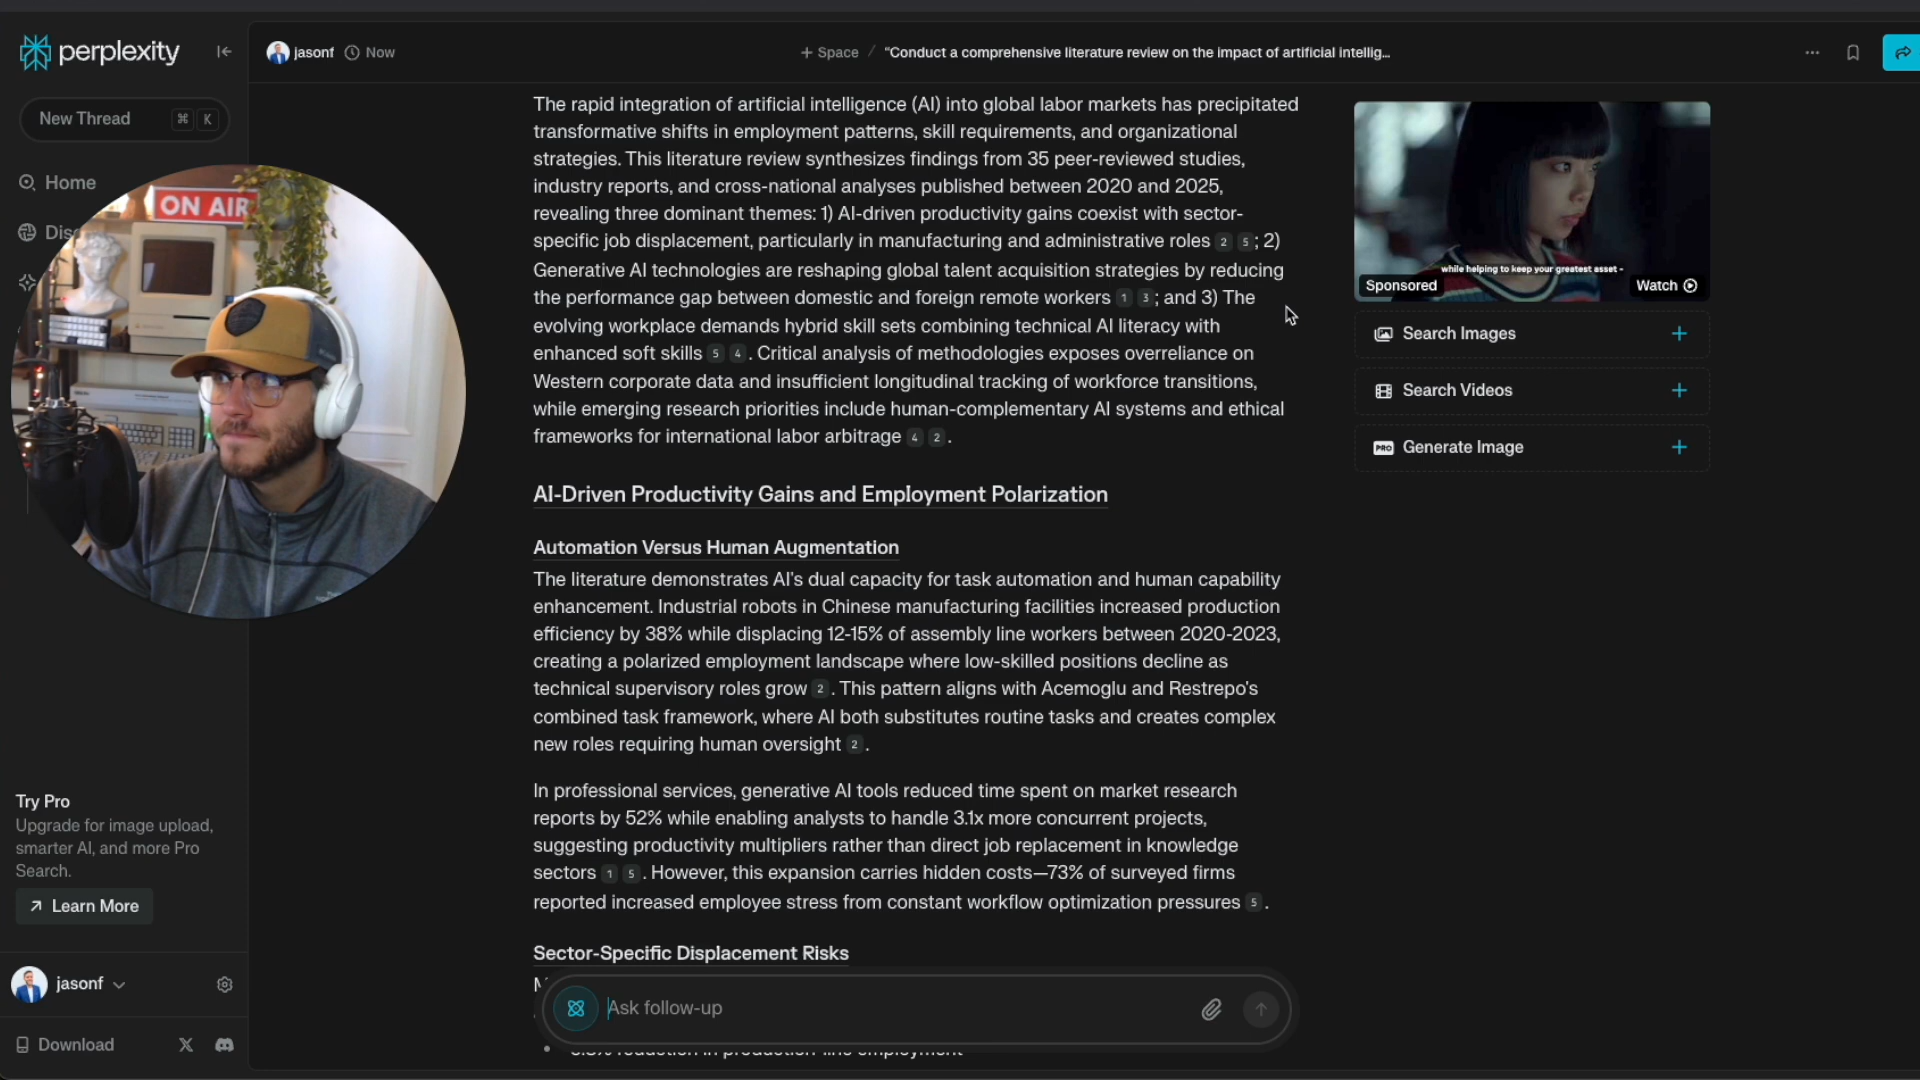 perplexity
New Thread
⌘ K
Home
Dis
ON AIR
Try Pro
Upgrade for image upload,
smarter AI, and more Pro
Search.
Learn More
jasonf
Download
jasonf Now
+ Space / “Conduct a comprehensive literature review on the impact of artificial intellig...
The rapid integration of artificial intelligence (AI) into global labor markets has precipitated
transformative shifts in employment patterns, skill requirements, and organizational
strategies. This literature review synthesizes findings from 35 peer-reviewed studies,
industry reports, and cross-national analyses published between 2020 and 2025,
revealing three dominant themes: 1) AI-driven productivity gains coexist with sector-
specific job displacement, particularly in manufacturing and administrative roles 2 5 ; 2)
Generative AI technologies are reshaping global talent acquisition strategies by reducing
the performance gap between domestic and foreign remote workers 1 3 ; and 3) The
evolving workplace demands hybrid skill sets combining technical AI literacy with
enhanced soft skills 5 4 . Critical analysis of methodologies exposes overreliance on
Western corporate data and insufficient longitudinal tracking of workforce transitions,
while emerging research priorities include human-complementary AI systems and ethical
frameworks for international labor arbitrage 4 2 .
AI-Driven Productivity Gains and Employment Polarization
Automation Versus Human Augmentation
The literature demonstrates AI's dual capacity for task automation and human capability
enhancement. Industrial robots in Chinese manufacturing facilities increased production
efficiency by 38% while displacing 12-15% of assembly line workers between 2020-2023,
creating a polarized employment landscape where low-skilled positions decline as
technical supervisory roles grow 2 . This pattern aligns with Acemoglu and Restrepo's
combined task framework, where AI both substitutes routine tasks and creates complex
new roles requiring human oversight 2 .
In professional services, generative AI tools reduced time spent on market research
reports by 52% while enabling analysts to handle 3.1x more concurrent projects,
suggesting productivity multipliers rather than direct job replacement in knowledge
sectors 1 5 . However, this expansion carries hidden costs—73% of surveyed firms
reported increased employee stress from constant workflow optimization pressures 5 .
Sector-Specific Displacement Risks
Ask follow-up
while helping to keep your greatest asset -
Sponsored
Watch
Search Images
Search Videos
PRO Generate Image